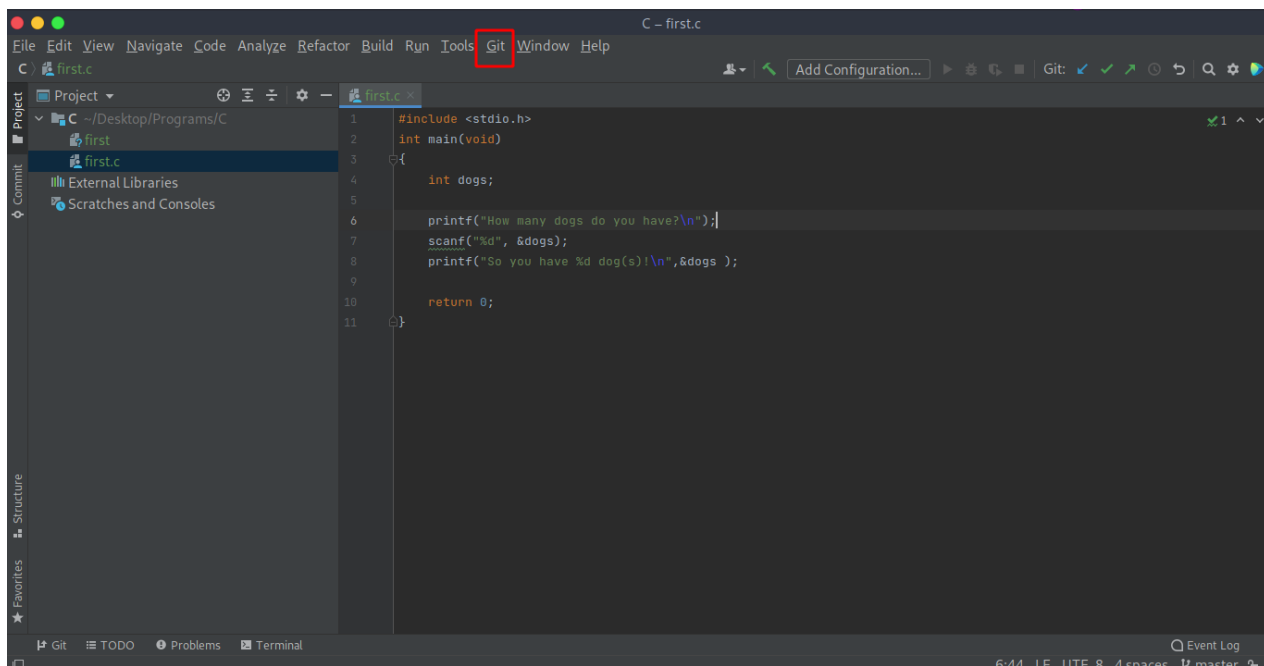 C – first.c
File Edit View Navigate Code Analyze Refactor Build Run Tools Git Window Help
C first.c Add Configuration... Git:
Project
Commit
Structure
Favorites
Project
C ~/Desktop/Programs/C
first
first.c
External Libraries
Scratches and Consoles
first.c
1 #include <stdio.h>
2 int main(void)
3 {
4 int dogs;
5
6 printf("How many dogs do you have?\n");
7 scanf("%d", &dogs);
8 printf("So you have %d dog(s)!\n",&dogs );
9
10 return 0;
11 }
1
Git TODO Problems Terminal Event Log
6:44 LF UTF-8 4 spaces master